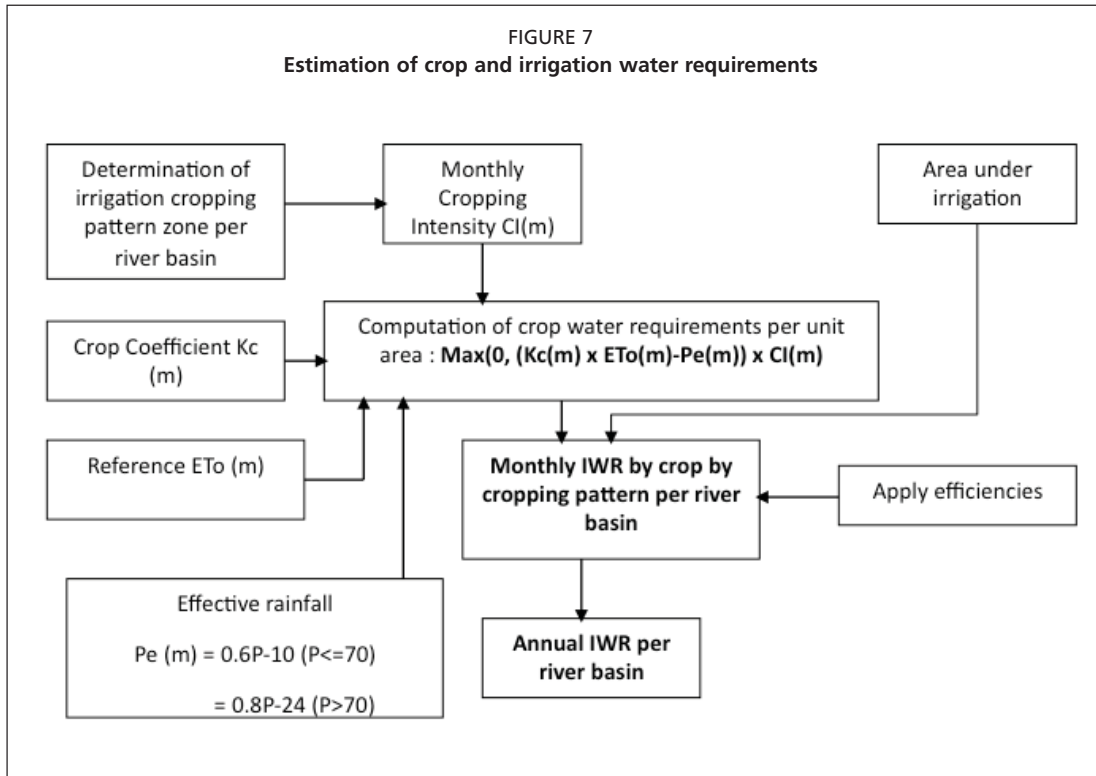 FIGURE 7
Estimation of crop and irrigation water requirements
Determination of
irrigation cropping
pattern zone per
river basin
Monthly
Cropping
Intensity CI(m)
Area under
irrigation
Crop Coefficient Kc
(m)
Computation of crop water requirements per unit
area : Max(0, (Kc(m) x ETo(m)-Pe(m)) x CI(m)
Reference ETo (m)
Monthly IWR by crop by
cropping pattern per river
basin
Apply efficiencies
Effective rainfall
Pe (m) = 0.6P-10 (P<=70)
= 0.8P-24 (P>70)
Annual IWR per
river basin